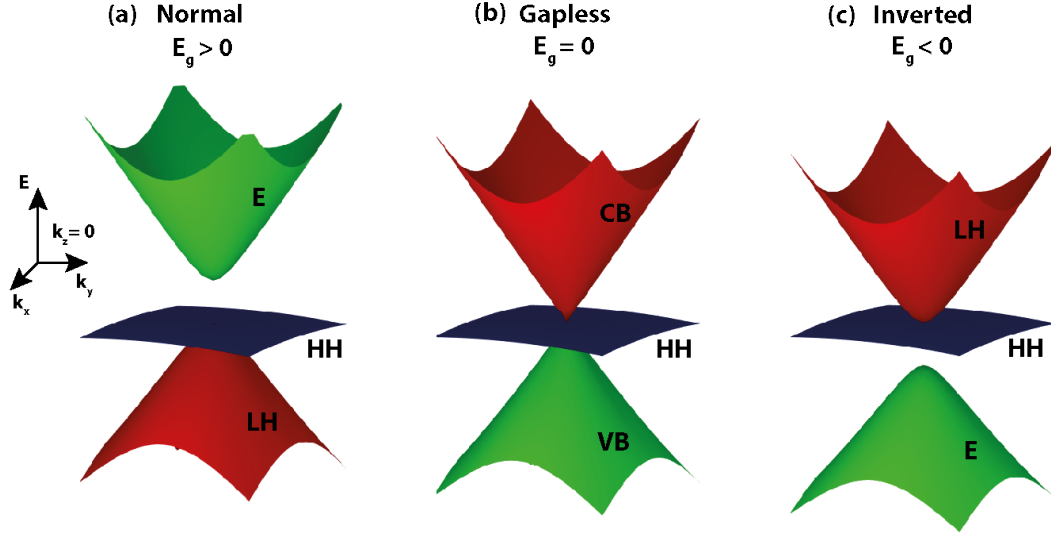 (a) Normal
E_g > 0
(b) Gapless
E_g = 0
(c) Inverted
E_g < 0
E
k_z = 0
k_y
k_x
E
HH
LH
CB
HH
VB
LH
HH
E